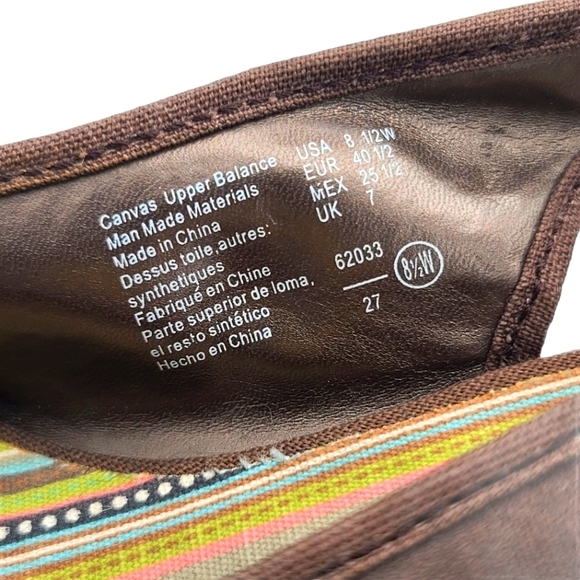 Canvas Upper Balance
Man Made Materials
Made in China
Dessus toile,autres:
synthetiques
Fabriqué en Chine
Parte superior de loma,
el resto sintético
Hecho en China
USA 8 1/2W
EUR 40 1/2
MEX 25 1/2
UK 7
62033
27
8½W